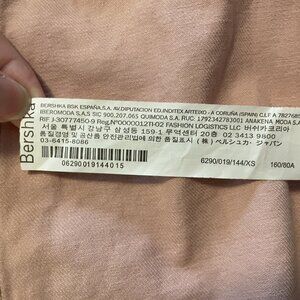 Bershka
BERSHKA BSK ESPAÑA,S.A. AV.DIPUTACION ED.INDITEX.ARTEIXO - A CORUÑA (SPAIN) C.I.F. A
IBEROMODA S.A.S SIC 900.207.065 QUIMODA S.A. RUC: 1792342783001 ANAKENA MODA S.A.
RIF J-30777450-9 Reg.Nº0000012TI-02 FASHION LOGISTICS LLC 버쉬카코리아
서울 특별시 강남구 삼성동 159-1 무역센터 20층 02 3413 9800
품질경영 및 공산품 안전관리법에 의한 품질표시 (株) ベルシュカ・ジャパン
03-6415-8086
06290019144015
6290/019/144/XS
160/80A